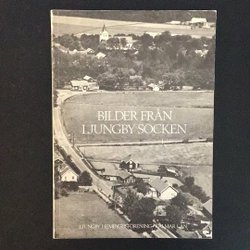 BILDER FRÅN
LJUNGBY SOCKEN
LJUNGBY HEMBYGDSFÖRENING KALMAR LÄN